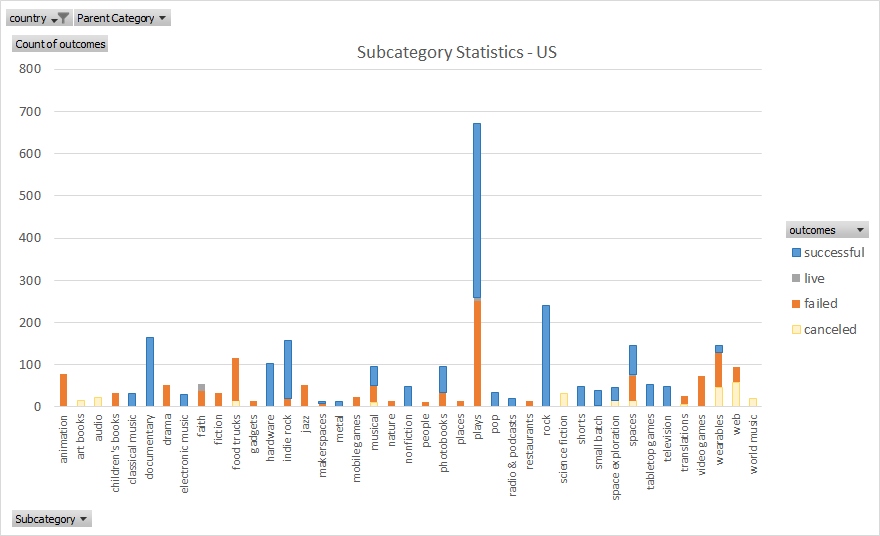 country
Parent Category
Count of outcomes
Subcategory Statistics - US
800
700
600
500
400
300
200
100
0
animation
art books
audio
children's books
classical music
documentary
drama
electronic music
faith
fiction
food trucks
gadgets
hardware
indie rock
jazz
makerspaces
metal
mobile games
musical
nature
nonfiction
people
photobooks
places
plays
pop
radio & podcasts
restaurants
rock
science fiction
shorts
small batch
space exploration
spaces
tabletop games
television
translations
video games
wearables
web
world music
outcomes
successful
live
failed
canceled
Subcategory